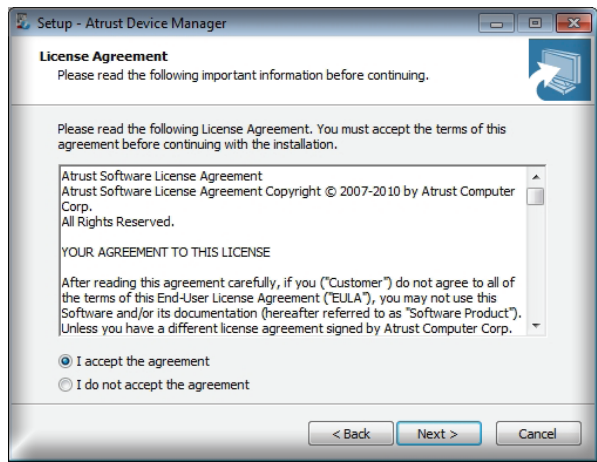 Setup - Atrust Device Manager
License Agreement
Please read the following important information before continuing.
Please read the following License Agreement. You must accept the terms of this
agreement before continuing with the installation.
Atrust Software License Agreement
Atrust Software License Agreement Copyright © 2007-2010 by Atrust Computer
Corp.
All Rights Reserved.
YOUR AGREEMENT TO THIS LICENSE
After reading this agreement carefully, if you ("Customer") do not agree to all of
the terms of this End-User License Agreement ("EULA"), you may not use this
Software and/or its documentation (hereafter referred to as "Software Product").
Unless you have a different license agreement signed by Atrust Computer Corp.
I accept the agreement
I do not accept the agreement
< Back
Next >
Cancel